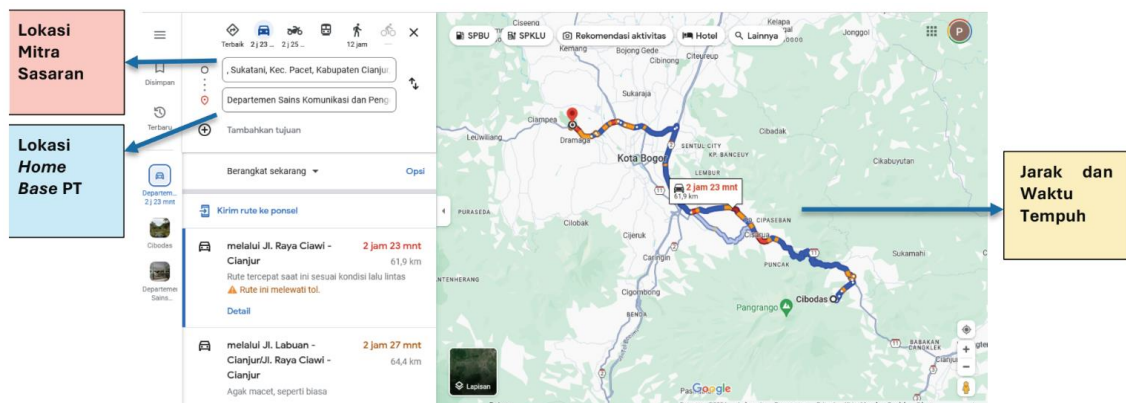 Lokasi
Mitra
Sasaran
Lokasi
Home
Base PT
Jarak dan
Waktu
Tempuh
Disimpan
Terbaru
Departem...
2 j 23 mnt
Cibodas
Departemen
Sains...
Terbaik
2 j 23 ...
2 j 25 ...
12 jam
, Sukatani, Kec. Pacet, Kabupaten Cianjur
Departemen Sains Komunikasi dan Peng
Tambahkan tujuan
Berangkat sekarang
Opsi
Kirim rute ke ponsel
melalui Jl. Raya Ciawi -
Cianjur
2 jam 23 mnt
61,9 km
Rute tercepat saat ini sesuai kondisi lalu lintas
Rute ini melewati tol.
Detail
melalui Jl. Labuan -
Cianjur/Jl. Raya Ciawi -
Cianjur
2 jam 27 mnt
64,4 km
Agak macet, seperti biasa
SPBU
SPKLU
Rekomendasi aktivitas
Hotel
Lainnya
P
Ciseeng
Kelapa
Jonggol
Kemang
Bojong Gede
Cibinong
Citeureup
Sukaraja
Ciampea
Leuwiliang
Dramaga
Cibadak
SENTUL CITY
KP. BANCEUY
Kota Bogor
LEMBUR
Cikabuyutan
11
2 jam 23 mnt
61,9 km
PURASEDA
Cilobak
CIPASEBAN
Cisarua
Cijeruk
11
Sukamahi
PUNCAK
Caringin
Cigombong
Cibodas
Pangrango
BENDA
BABAKAN
Lapisan
Google